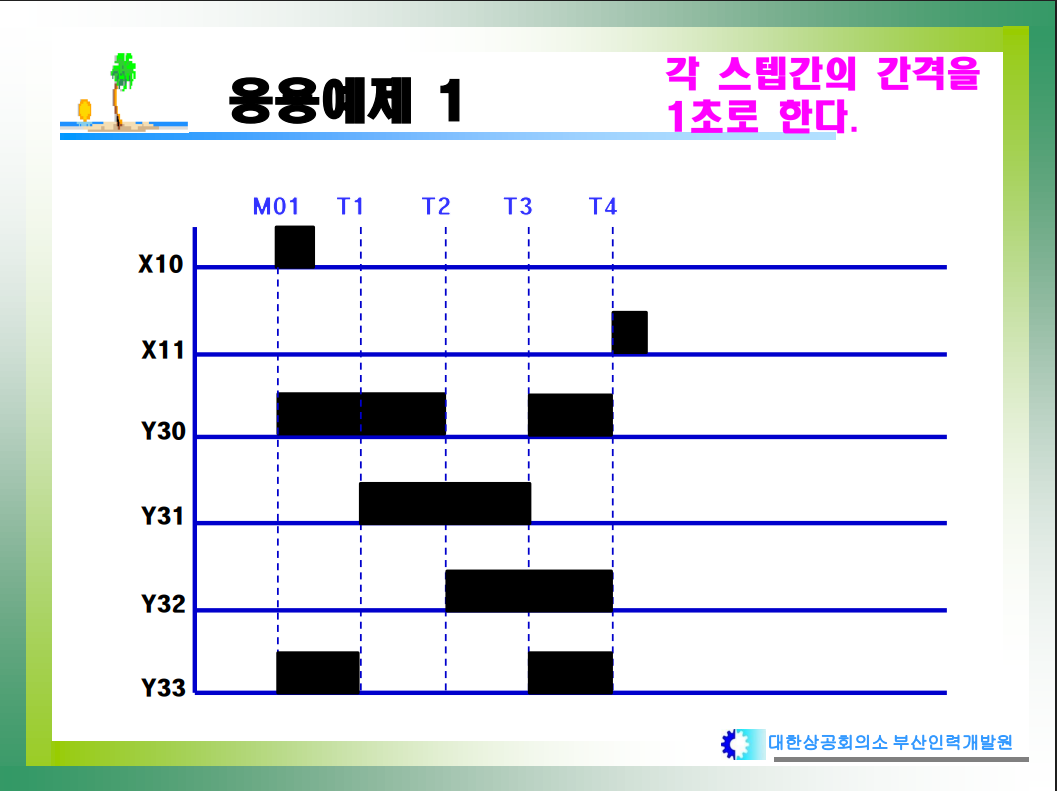 응용예제 1
각 스텝간의 간격을
1초로 한다.
M01 T1 T2 T3 T4
X10
X11
Y30
Y31
Y32
Y33
대한상공회의소 부산인력개발원